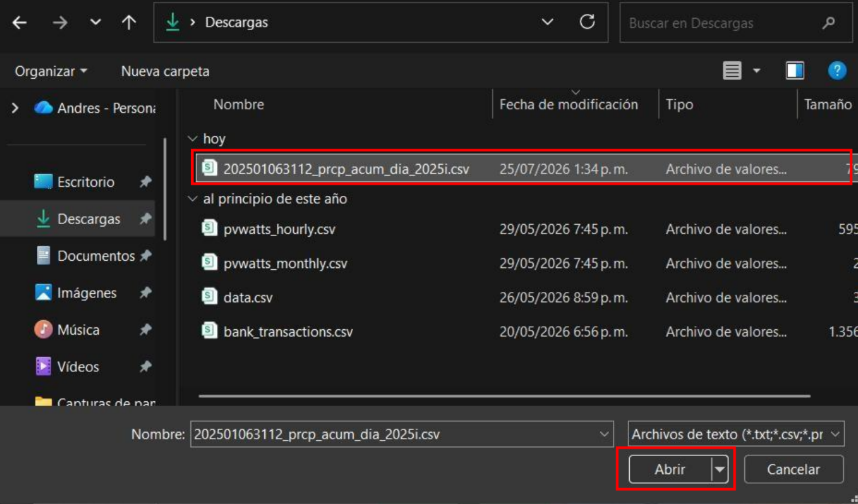 Descargas
Buscar en Descargas
Organizar
Nueva carpeta
Nombre
Fecha de modificación
Tipo
Tamaño
Andres - Persona
Escritorio
Descargas
Documentos
Imágenes
Música
Vídeos
Capturas de pan
hoy
202501063112_prcp_acum_dia_2025i.csv 25/07/2026 1:34 p. m. Archivo de valores... 79
al principio de este año
pvwatts_hourly.csv 29/05/2026 7:45 p. m. Archivo de valores... 595
pvwatts_monthly.csv 29/05/2026 7:45 p. m. Archivo de valores... 2
data.csv 26/05/2026 8:59 p. m. Archivo de valores... 3
bank_transactions.csv 20/05/2026 6:56 p. m. Archivo de valores... 1.356
Nombre: 202501063112_prcp_acum_dia_2025i.csv
Archivos de texto (*.txt;*.csv;*.pr
Abrir
Cancelar